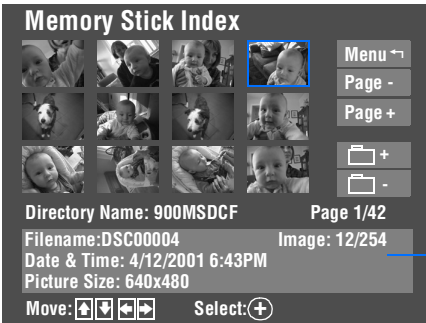 Memory Stick Index
Menu
Page -
Page +
+
-
Directory Name: 900MSDCF Page 1/42
Filename:DSC00004 Image: 12/254
Date & Time: 4/12/2001 6:43PM
Picture Size: 640x480
Move: Select: